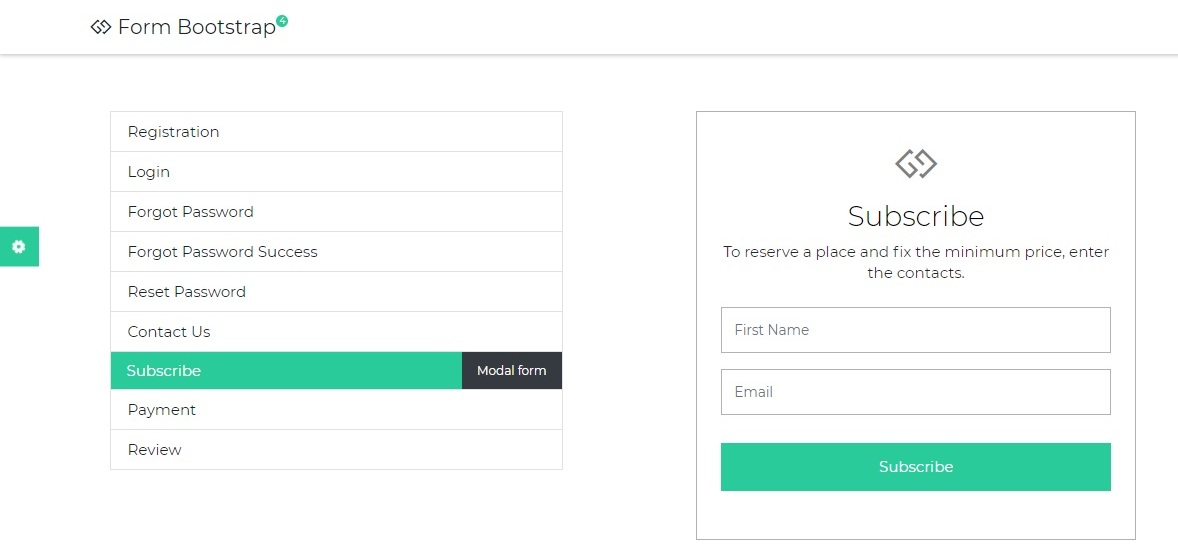 Form Bootstrap 4
Registration
Login
Forgot Password
Forgot Password Success
Reset Password
Contact Us
Subscribe Modal form
Payment
Review
Subscribe
To reserve a place and fix the minimum price, enter
the contacts.
First Name
Email
Subscribe